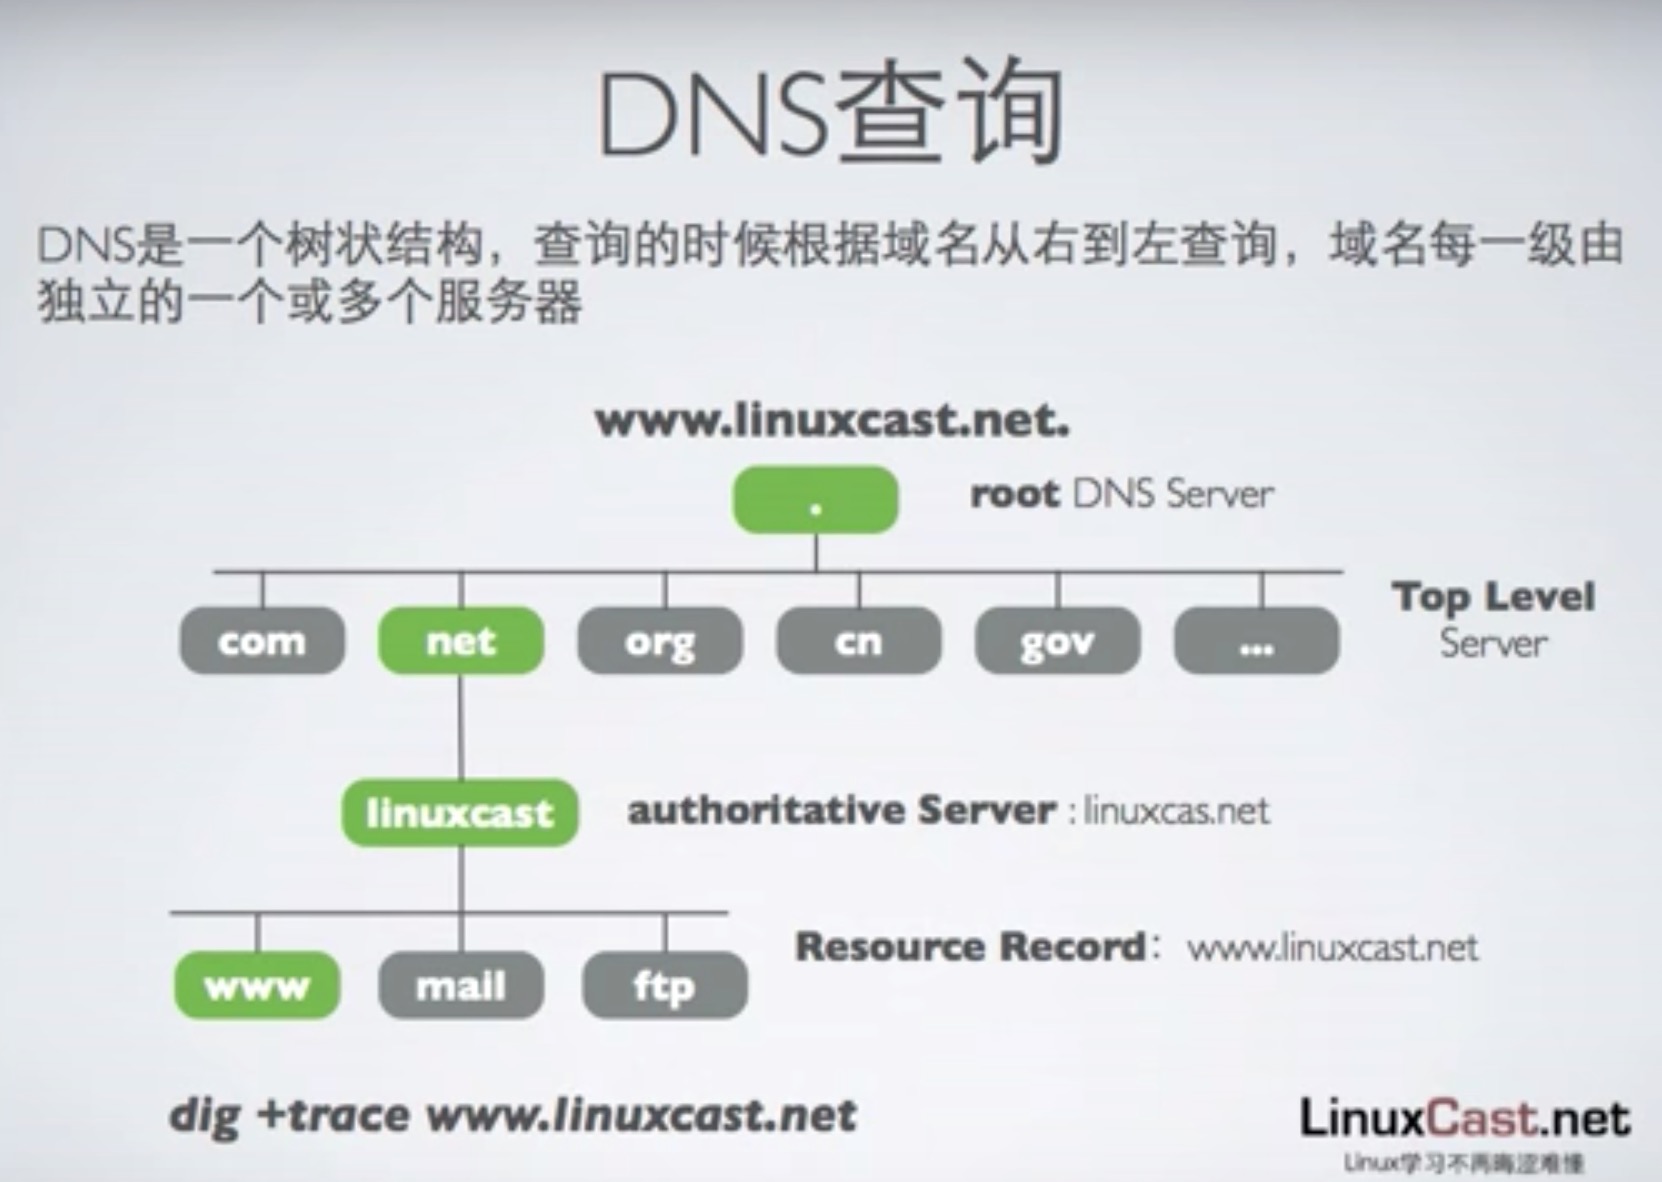 DNS查询
DNS是一个树状结构，查询的时候根据域名从右到左查询，域名每一级由
独立的一个或多个服务器
www.linuxcast.net.
.
root DNS Server
com net org cn gov ...
Top Level
Server
linuxcast
authoritative Server : linuxcas.net
Resource Record： www.linuxcast.net
www mail ftp
dig +trace www.linuxcast.net
LinuxCast.net
Linux学习不再晦涩难懂